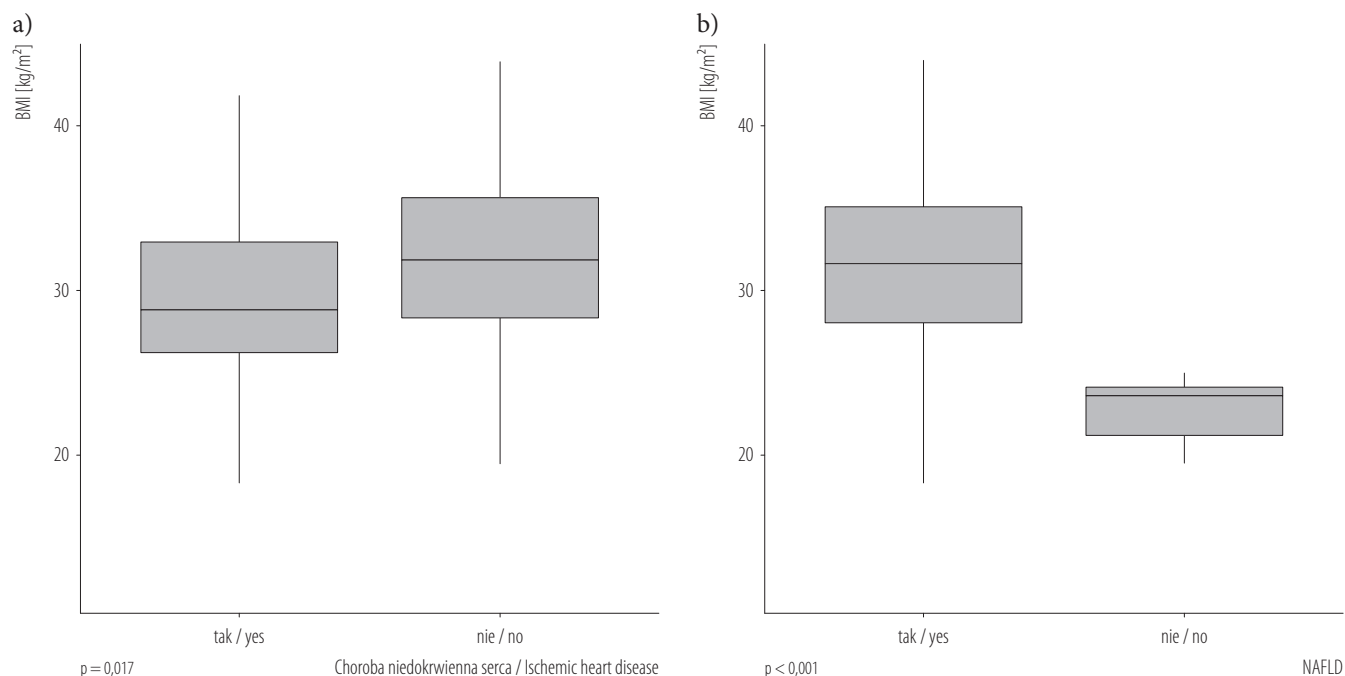 a)
BMI [kg/m²]
40
30
20
tak / yes
nie / no
p = 0,017
Choroba niedokrwienna serca / Ischemic heart disease
b)
BMI [kg/m²]
40
30
20
tak / yes
nie / no
p < 0,001
NAFLD